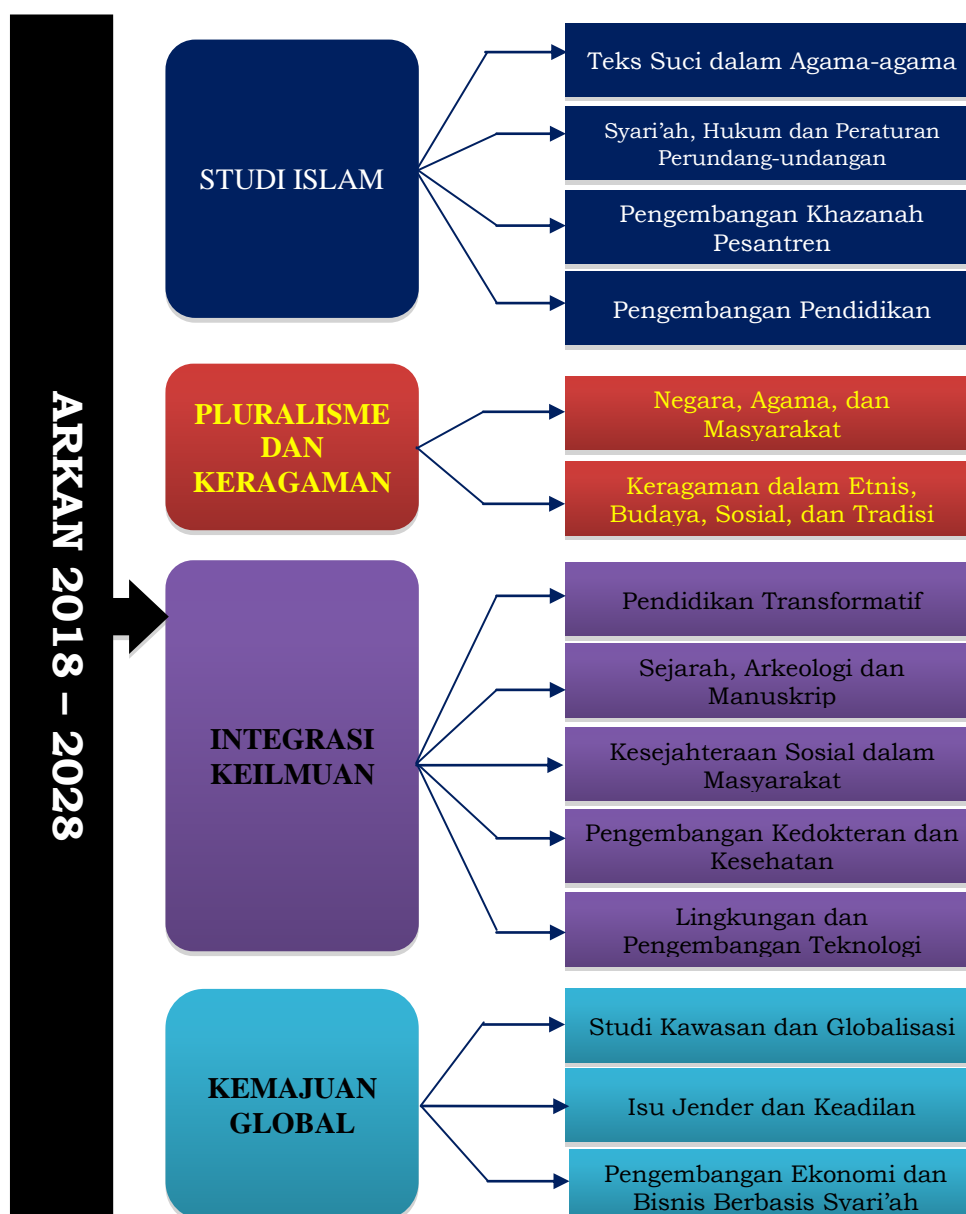 ARKAN 2018 – 2028
STUDI ISLAM
Teks Suci dalam Agama-agama
Syari’ah, Hukum dan Peraturan
Perundang-undangan
Pengembangan Khazanah
Pesantren
Pengembangan Pendidikan
PLURALISME
DAN
KERAGAMAN
Negara, Agama, dan
Masyarakat
Keragaman dalam Etnis,
Budaya, Sosial, dan Tradisi
INTEGRASI
KEILMUAN
Pendidikan Transformatif
Sejarah, Arkeologi dan
Manuskrip
Kesejahteraan Sosial dalam
Masyarakat
Pengembangan Kedokteran dan
Kesehatan
Lingkungan dan
Pengembangan Teknologi
KEMAJUAN
GLOBAL
Studi Kawasan dan Globalisasi
Isu Jender dan Keadilan
Pengembangan Ekonomi dan
Bisnis Berbasis Syari’ah